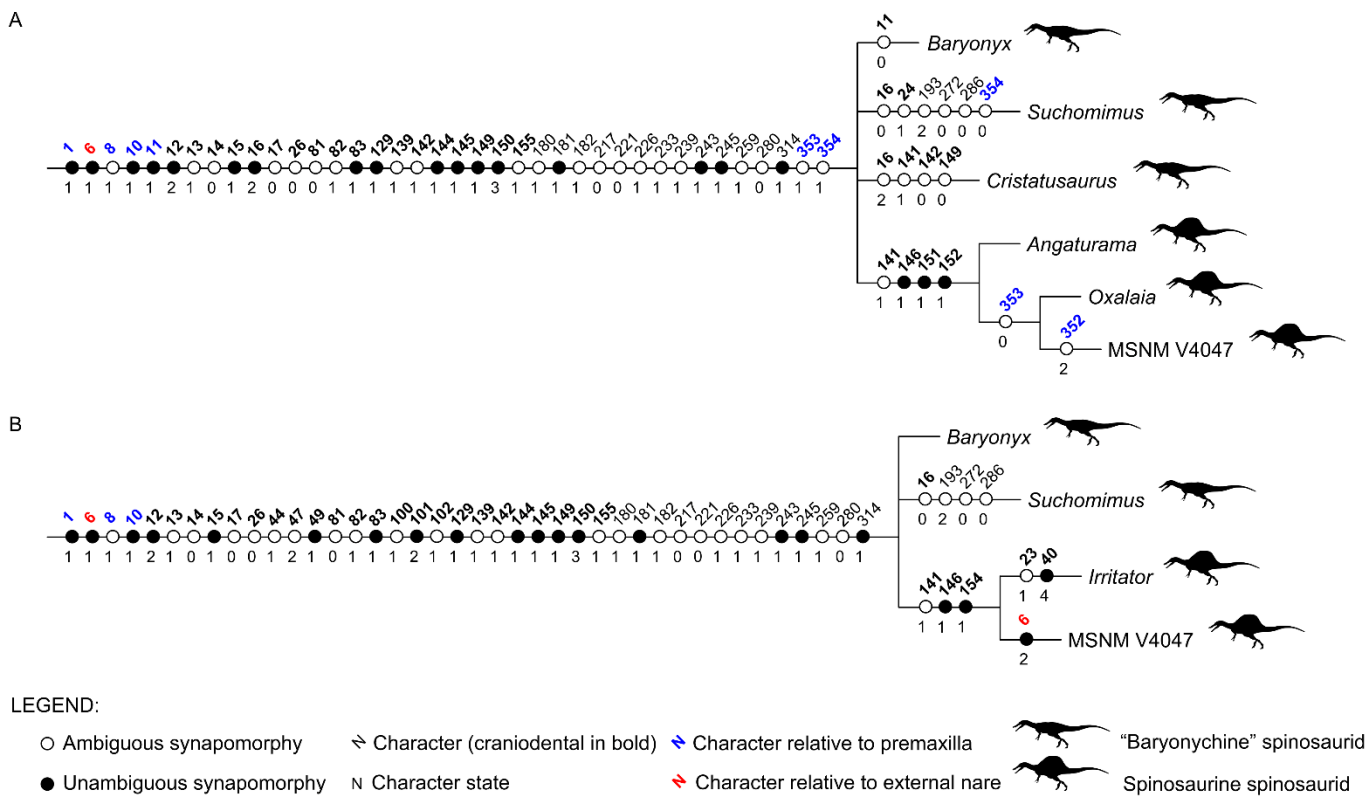 A
11
Baryonyx
0
16 24 193 272 286 354
Suchomimus
0 1 2 0 0 0
1 6 8 10 11 12 13 14 15 16 17 26 81 82 83 129 139 142 144 145 149 150 155 180 181 182 217 221 226 233 239 243 245 259 280 314 353 354
1 1 1 1 1 2 1 0 1 2 0 0 0 1 1 1 1 1 1 1 1 3 1 1 1 1 0 0 1 1 1 1 1 1 0 1 1 1
16 141 142 149
Cristatusaurus
2 1 0 0
Angaturama
141 146 151 152
1 1 1 1
353
Oxalaia
0
352
MSNM V4047
2
B
Baryonyx
16 193 272 286
Suchomimus
0 2 0 0
1 6 8 10 12 13 14 15 17 26 44 47 49 81 82 83 100 101 102 129 139 142 144 145 149 150 155 180 181 182 217 221 226 233 239 243 245 259 280 314
1 1 1 1 2 1 0 1 0 0 1 2 1 0 1 1 1 2 1 1 1 1 1 1 1 3 1 1 1 1 0 0 1 1 1 1 1 1 0 1
23 40
Irritator
1 4
141 146 154
1 1 1
6
MSNM V4047
2
LEGEND:
Ambiguous synapomorphy
N Character (craniodental in bold)
N Character relative to premaxilla
"Baryonychine" spinosaurid
Unambiguous synapomorphy
N Character state
N Character relative to external nare
Spinosaurine spinosaurid